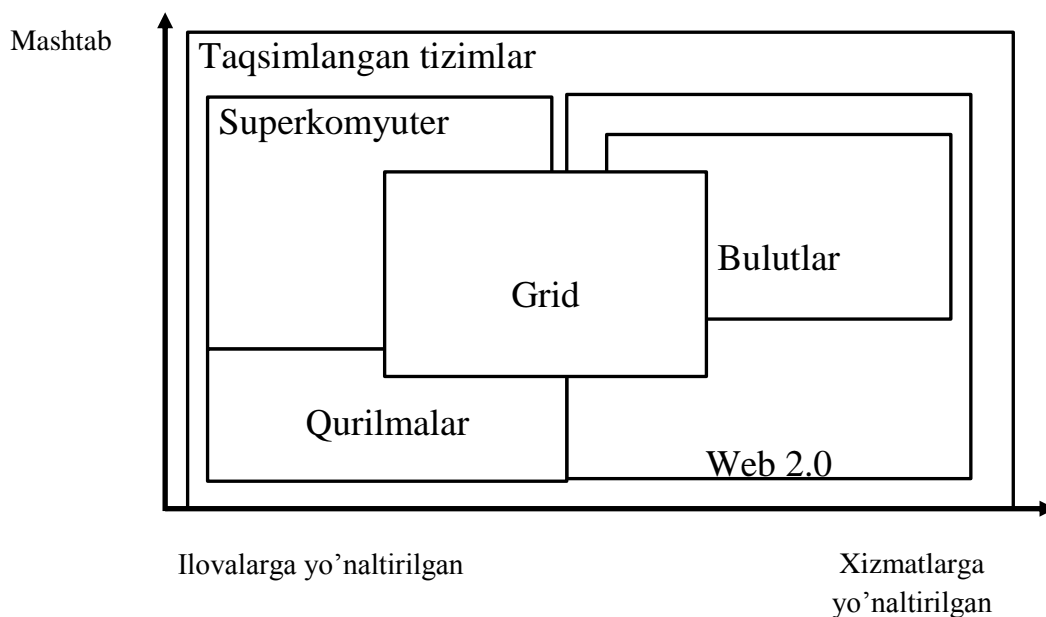 Mashtab
Taqsimlangan tizimlar
Superkomyuter
Bulutlar
Grid
Qurilmalar
Web 2.0
Ilovalarga yo’naltirilgan
Xizmatlarga
yo’naltirilgan